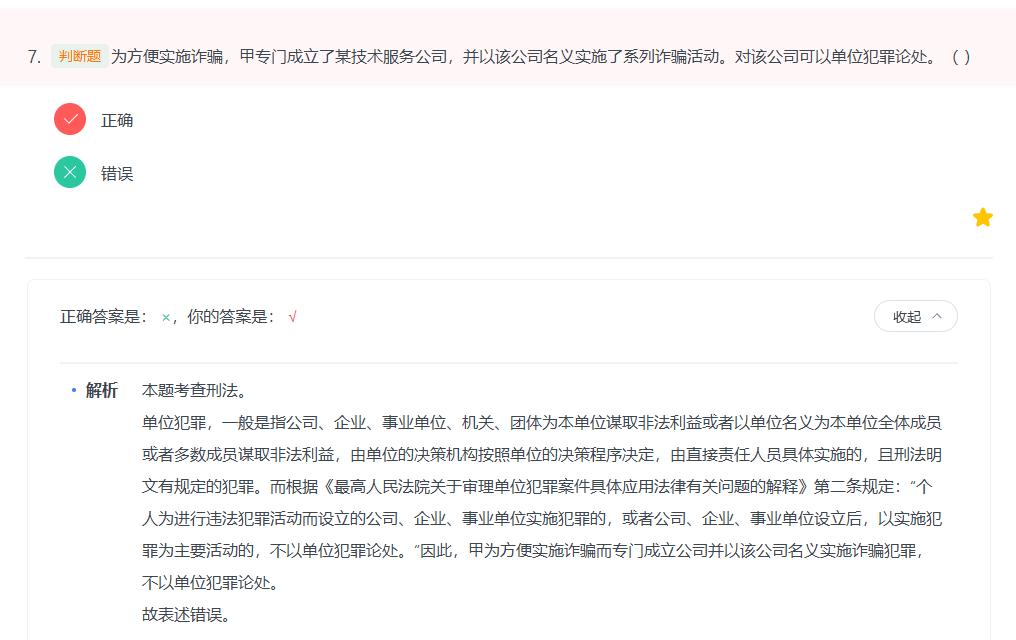 7. 判断题 为方便实施诈骗，甲专门成立了某技术服务公司，并以该公司名义实施了系列诈骗活动。对该公司可以单位犯罪论处。（ ）
正确
错误
正确答案是： ×，你的答案是： √
收起
解析 本题考查刑法。
单位犯罪，一般是指公司、企业、事业单位、机关、团体为本单位谋取非法利益或者以单位名义为本单位全体成员
或者多数成员谋取非法利益，由单位的决策机构按照单位的决策程序决定，由直接责任人员具体实施的，且刑法明
文有规定的犯罪。而根据《最高人民法院关于审理单位犯罪案件具体应用法律有关问题的解释》第二条规定：“个
人为进行违法犯罪活动而设立的公司、企业、事业单位实施犯罪的，或者公司、企业、事业单位设立后，以实施犯
罪为主要活动的，不以单位犯罪论处。”因此，甲为方便实施诈骗而专门成立公司并以该公司名义实施诈骗犯罪，
不以单位犯罪论处。
故表述错误。